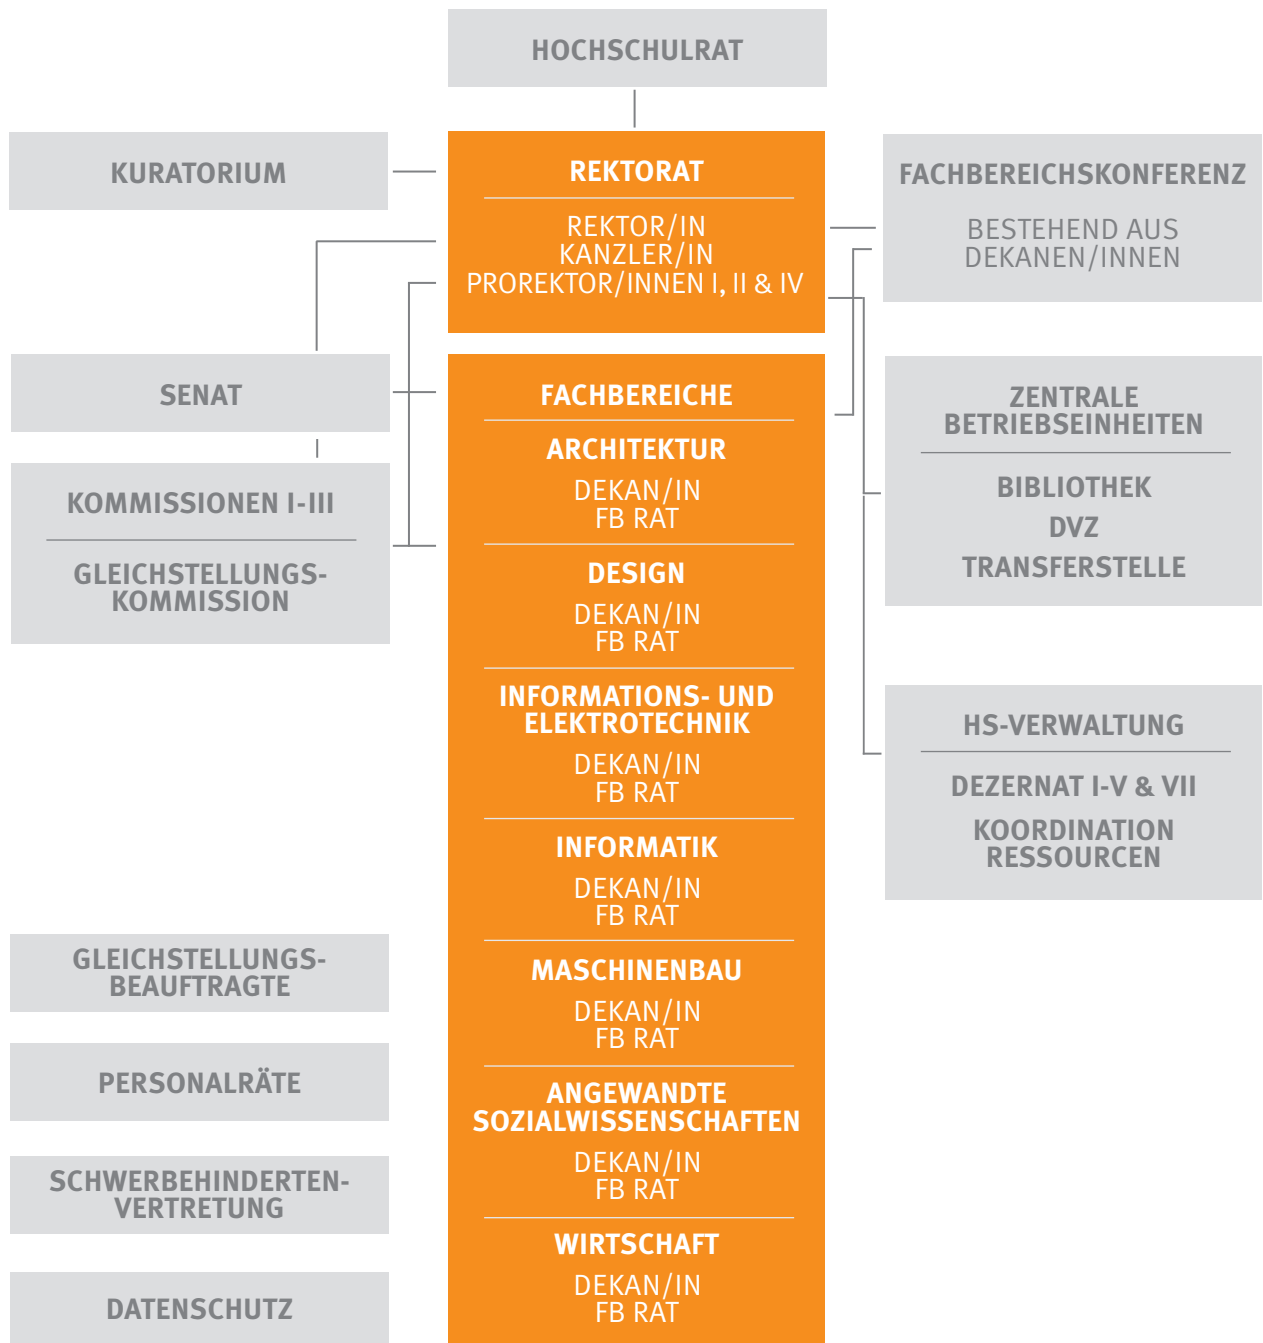 HOCHSCHULRAT
KURATORIUM
REKTORAT
REKTOR/IN
KANZLER/IN
PROREKTOR/INNEN I, II & IV
FACHBEREICHSKONFERENZ
BESTEHEND AUS
DEKANEN/INNEN
SENAT
KOMMISSIONEN I-III
GLEICHSTELLUNGS-
KOMMISSION
FACHBEREICHE
ARCHITEKTUR
DEKAN/IN
FB RAT
DESIGN
DEKAN/IN
FB RAT
INFORMATIONS- UND
ELEKTROTECHNIK
DEKAN/IN
FB RAT
INFORMATIK
DEKAN/IN
FB RAT
MASCHINENBAU
DEKAN/IN
FB RAT
ANGEWANDTE
SOZIALWISSENSCHAFTEN
DEKAN/IN
FB RAT
WIRTSCHAFT
DEKAN/IN
FB RAT
ZENTRALE
BETRIEBSEINHEITEN
BIBLIOTHEK
DVZ
TRANSFERSTELLE
HS-VERWALTUNG
DEZERNAT I-V & VII
KOORDINATION
RESSOURCEN
GLEICHSTELLUNGS-
BEAUFTRAGTE
PERSONALRÄTE
SCHWERBEHINDERTEN-
VERTRETUNG
DATENSCHUTZ